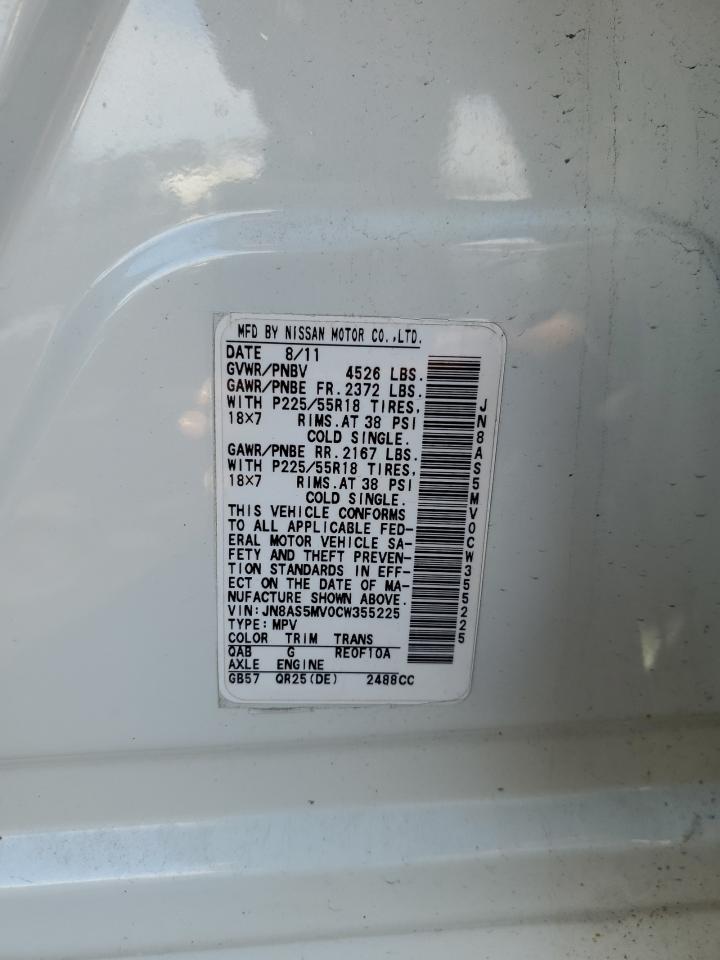 MFD BY NISSAN MOTOR CO.,LTD.
DATE 8/11
GVWR/PNBV 4526 LBS.
GAWR/PNBE FR. 2372 LBS.
WITH P225/55R18 TIRES,
18×7 RIMS.AT 38 PSI
COLD SINGLE.
GAWR/PNBE RR. 2167 LBS.
WITH P225/55R18 TIRES,
18×7 RIMS.AT 38 PSI
COLD SINGLE.
THIS VEHICLE CONFORMS
TO ALL APPLICABLE FED-
ERAL MOTOR VEHICLE SA-
FETY AND THEFT PREVEN-
TION STANDARDS IN EFF-
ECT ON THE DATE OF MA-
NUFACTURE SHOWN ABOVE.
VIN:JN8AS5MV0CW355225
TYPE:MPV
COLOR TRIM TRANS
QAB G RE0F10A
AXLE ENGINE
GB57 QR25(DE) 2488CC
JN8AS5MV0CW355225